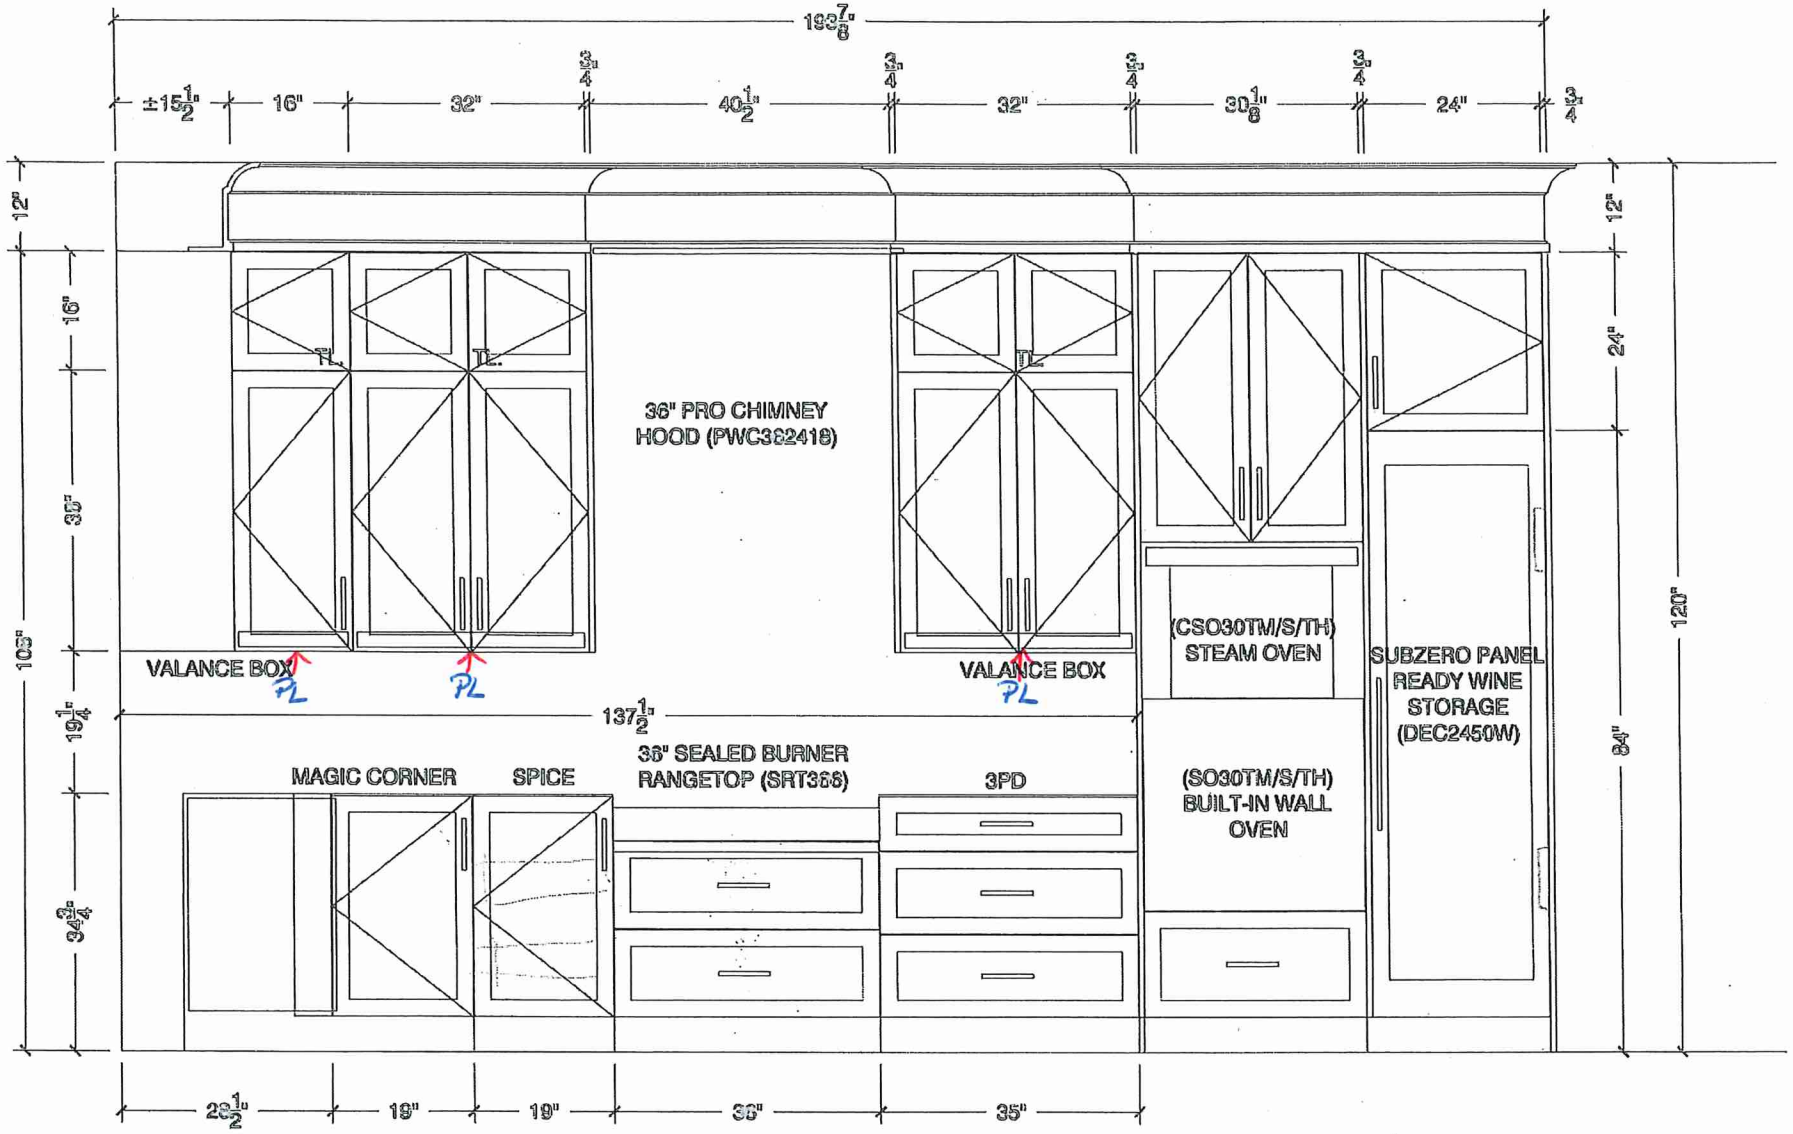 193 7/8"
±15 1/2"
16"
32"
3/4"
40 1/2"
3/4"
32"
3/4"
30 1/8"
3/4"
24"
3/4"
12"
12"
16"
24"
TL.
TL.
TL
36" PRO CHIMNEY
HOOD (PWC362418)
38"
108"
120"
(CSO30TM/S/TH)
STEAM OVEN
SUBZERO PANEL
READY WINE
STORAGE
(DEC2450W)
VALANCE BOX
PL
PL
VALANCE BOX
PL
19 1/4"
137 1/2"
84"
36" SEALED BURNER
RANGETOP (SRT366)
MAGIC CORNER
SPICE
3PD
(SO30TM/S/TH)
BUILT-IN WALL
OVEN
34 3/4"
28 1/2"
19"
19"
36"
35"